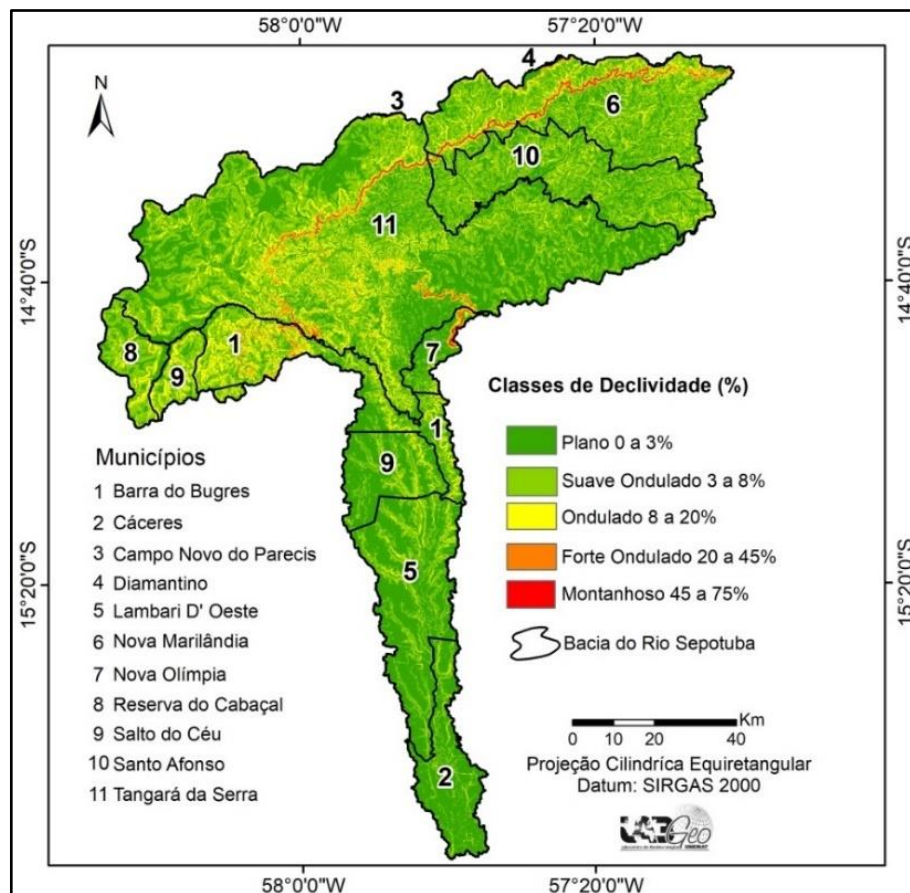 58°0'0"W 57°20'0"W
4
N
3
6
10
11
14°40'0"S 14°40'0"S
8
9
1
7
1
9
5
2
Classes de Declividade (%)
Plano 0 a 3%
Suave Ondulado 3 a 8%
Ondulado 8 a 20%
Forte Ondulado 20 a 45%
Montanhoso 45 a 75%
Bacia do Rio Sepotuba
Municípios
1 Barra do Bugres
2 Cáceres
3 Campo Novo do Parecis
4 Diamantino
5 Lambari D' Oeste
6 Nova Marilândia
7 Nova Olímpia
8 Reserva do Cabaçal
9 Salto do Céu
10 Santo Afonso
11 Tangará da Serra
15°20'0"S 15°20'0"S
Km
0 10 20 40
Projeção Cilindríca Equiretangular
Datum: SIRGAS 2000
LABGeo
58°0'0"W 57°20'0"W